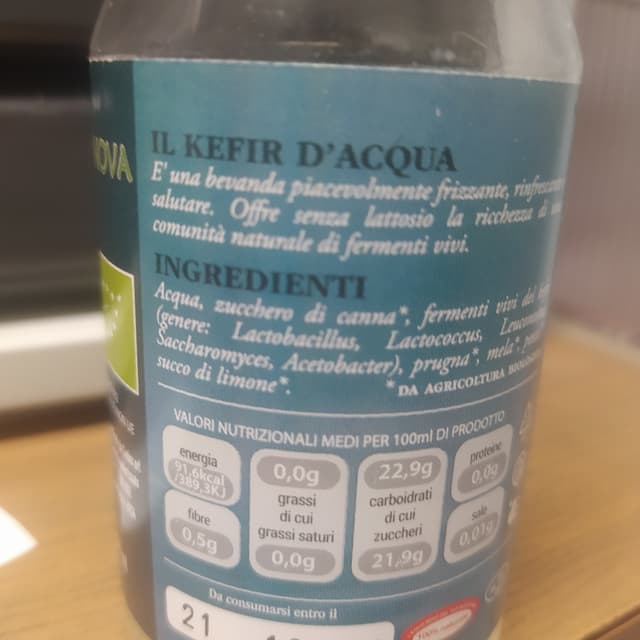 IL KEFIR D'ACQUA
E' una bevanda piacevolmente frizzante,
salutare. Offre senza lattosio la ricchezza di
comunità naturale di fermenti vivi.
INGREDIENTI
Acqua, zucchero di canna*, fermenti vivi del
(genere: Lactobacillus, Lactococcus,
Saccharomyces, Acetobacter), prugna*, mela*,
succo di limone*.
*DA AGRICOLTURA
VALORI NUTRIZIONALI MEDI PER 100ml DI PRODOTTO
energia
91,6kcal
/389,3KJ
fibre
0,5g
0,0g
grassi
di cui
grassi saturi
0,0g
22,9g
carboidrati
di cui
zuccheri
21,9g
proteine
0,0g
sale
0,01g
Da consumarsi entro il
21